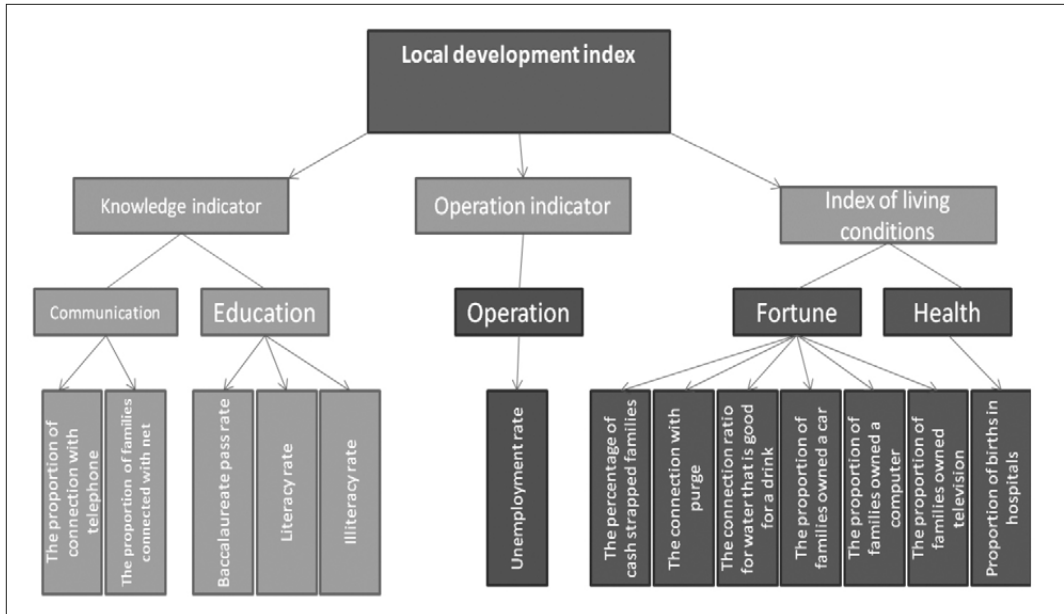 Local development index
Knowledge indicator
Operation indicator
Index of living
conditions
Communication
Education
Operation
Fortune
Health
The proportion of
connection with
telephone
The proportion of families
connected with net
Baccalaureate pass rate
Literacy rate
Illiteracy rate
Unemployment rate
The percentage of
cash strapped families
The connection with
purge
The connection ratio
for water that is good
for a drink
The proportion of
families owned a car
The proportion of
families owned a
computer
The proportion of
families owned
television
Proportion of births in
hospitals